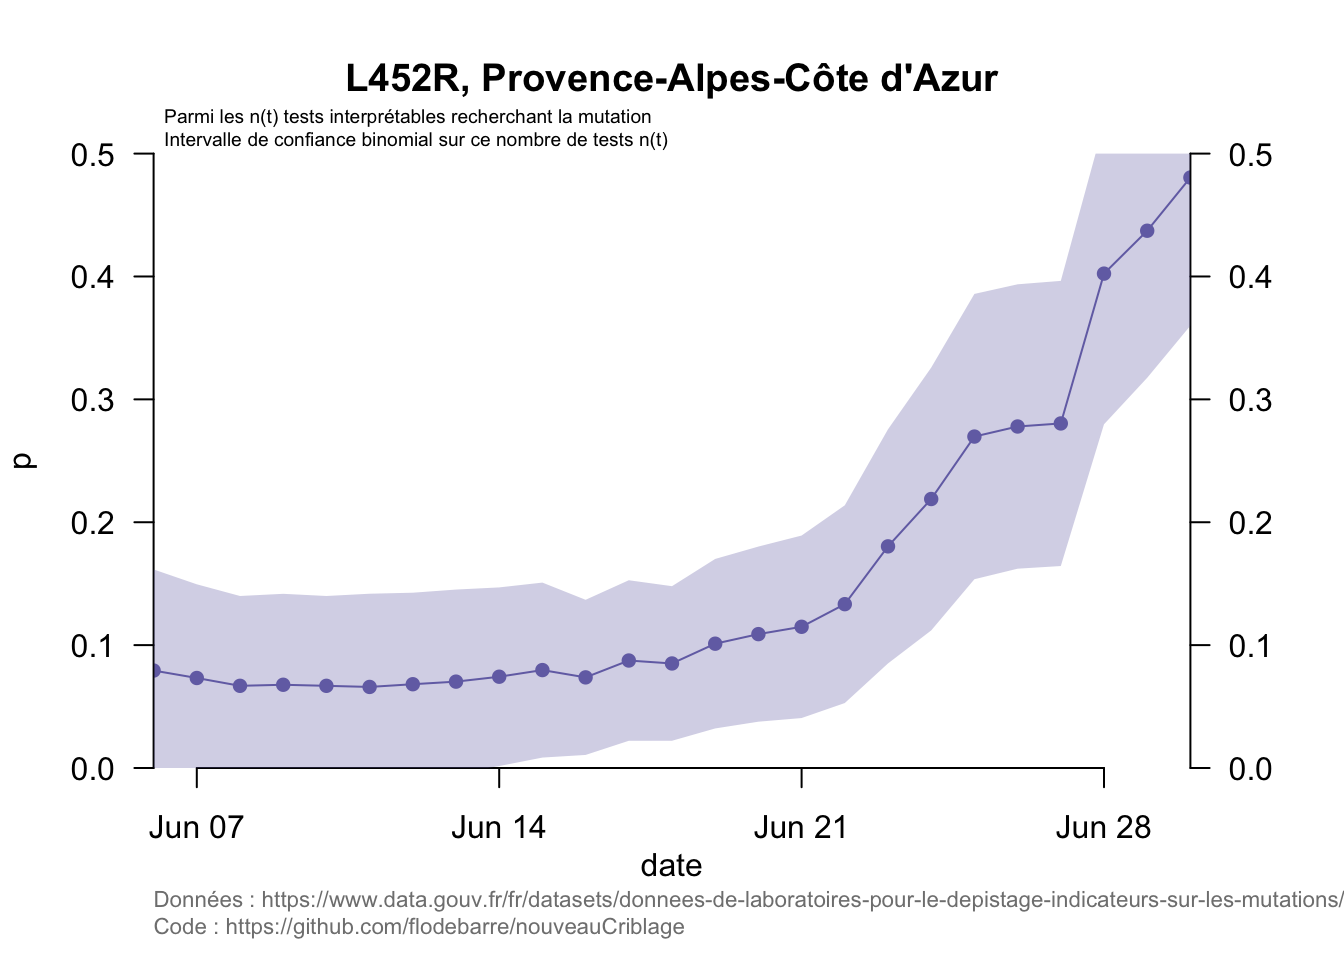 L452R, Provence-Alpes-Côte d'Azur
Parmi les n(t) tests interprétables recherchant la mutation
Intervalle de confiance binomial sur ce nombre de tests n(t)
0.5
0.4
0.3
0.2
0.1
0.0
p
0.5
0.4
0.3
0.2
0.1
0.0
Jun 07 Jun 14 Jun 21 Jun 28
date
Données : https://www.data.gouv.fr/fr/datasets/donnees-de-laboratoires-pour-le-depistage-indicateurs-sur-les-mutations/
Code : https://github.com/flodebarre/nouveauCriblage